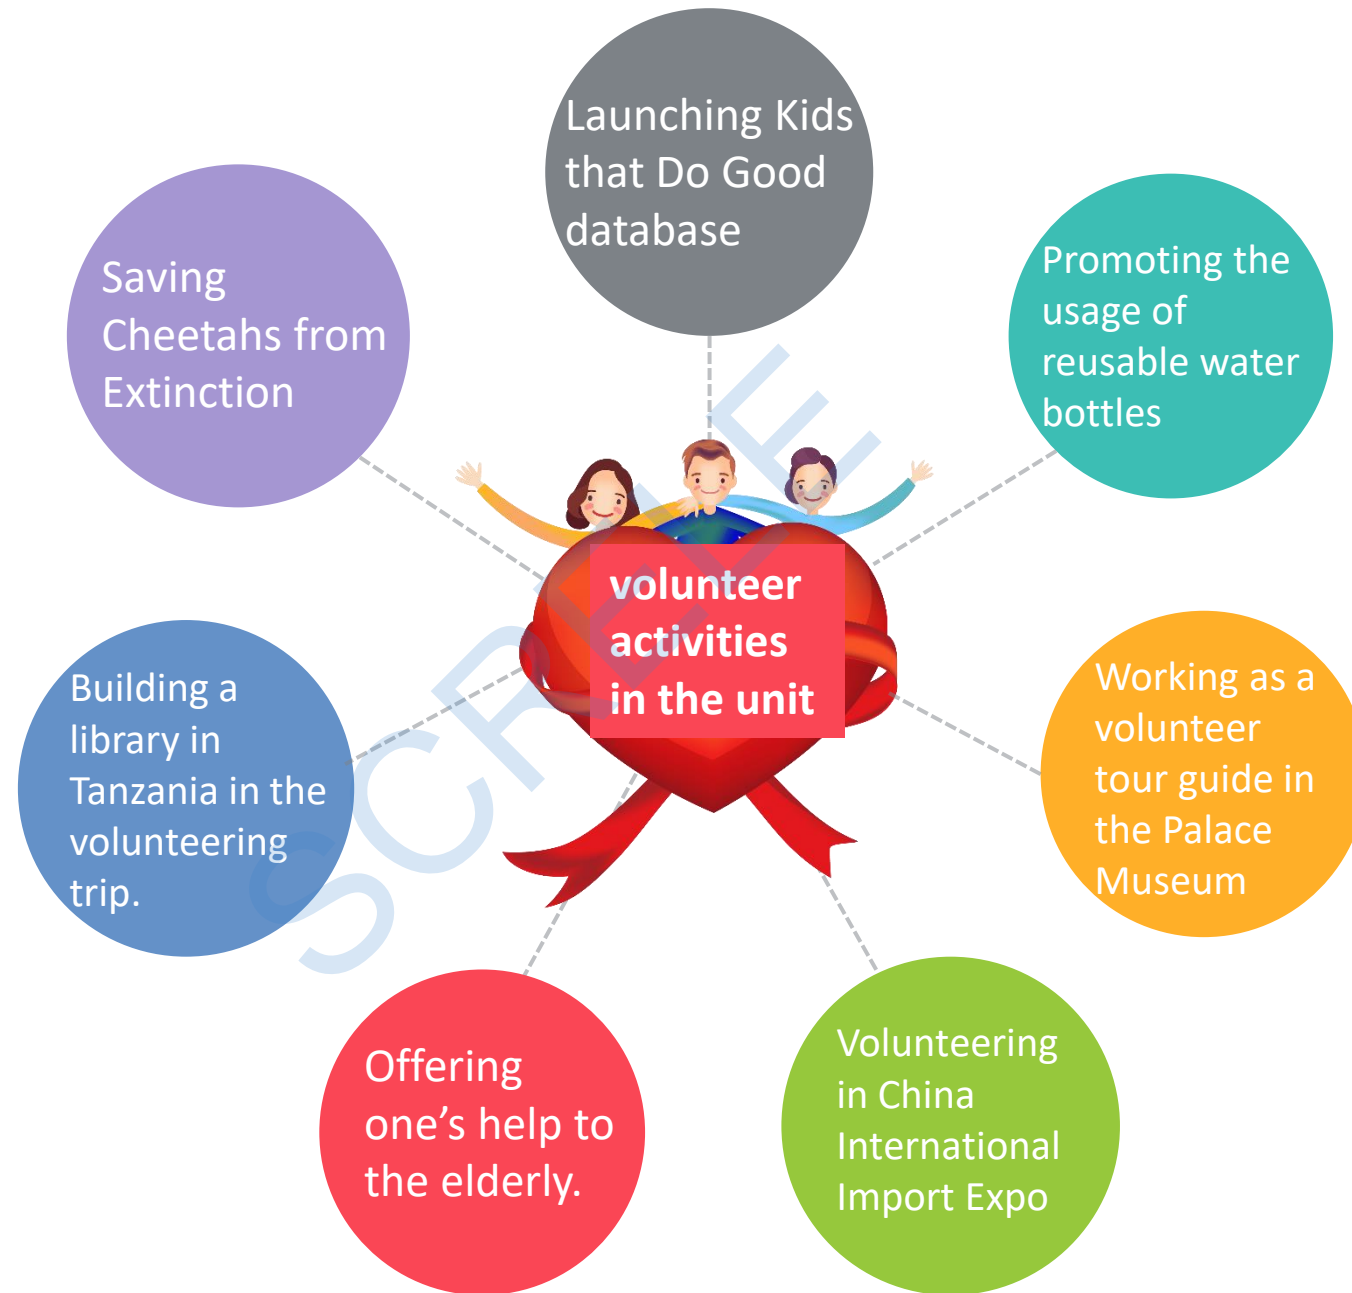 Launching Kids
that Do Good
database
Saving
Cheetahs from
Extinction
Promoting the
usage of
reusable water
bottles
volunteer
activities
in the unit
Building a
library in
Tanzania in the
volunteering
trip.
Working as a
volunteer
tour guide in
the Palace
Museum
Offering
one’s help to
the elderly.
Volunteering
in China
International
Import Expo
SCRELE